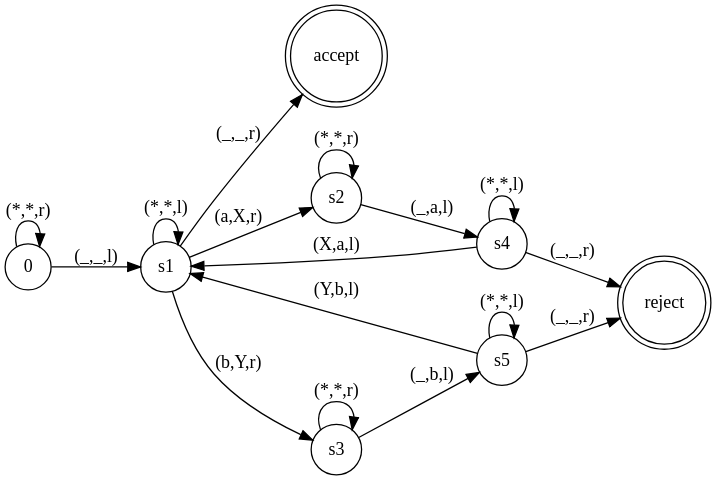 accept
(_,_,r)
(*,*,r)
s2
(*,*,l)
(*,*,r)
(*,*,l)
(a,X,r)
(_,a,l)
s4
(X,a,l)
(_,_,r)
0
(_,_,l)
s1
(Y,b,l)
(*,*,l)
reject
(_,_,r)
s5
(b,Y,r)
(_,b,l)
(*,*,r)
s3